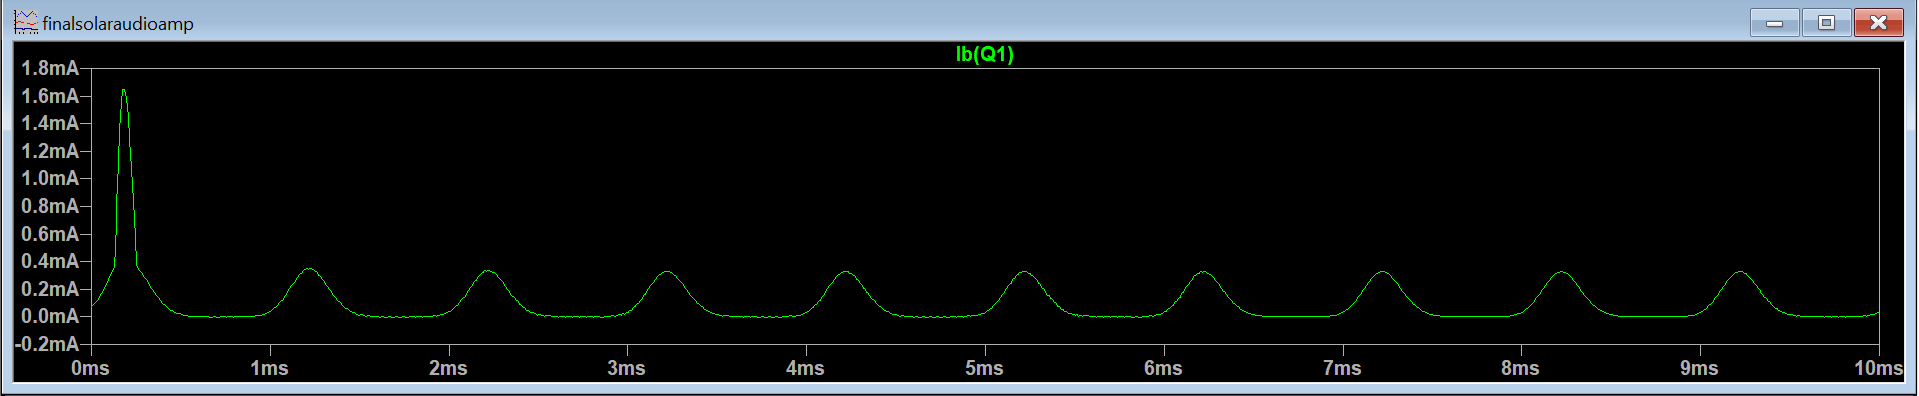 finalsolaraudioamp
Ib(Q1)
1.8mA
1.6mA
1.4mA
1.2mA
1.0mA
0.8mA
0.6mA
0.4mA
0.2mA
0.0mA
-0.2mA
0ms 1ms 2ms 3ms 4ms 5ms 6ms 7ms 8ms 9ms 10ms